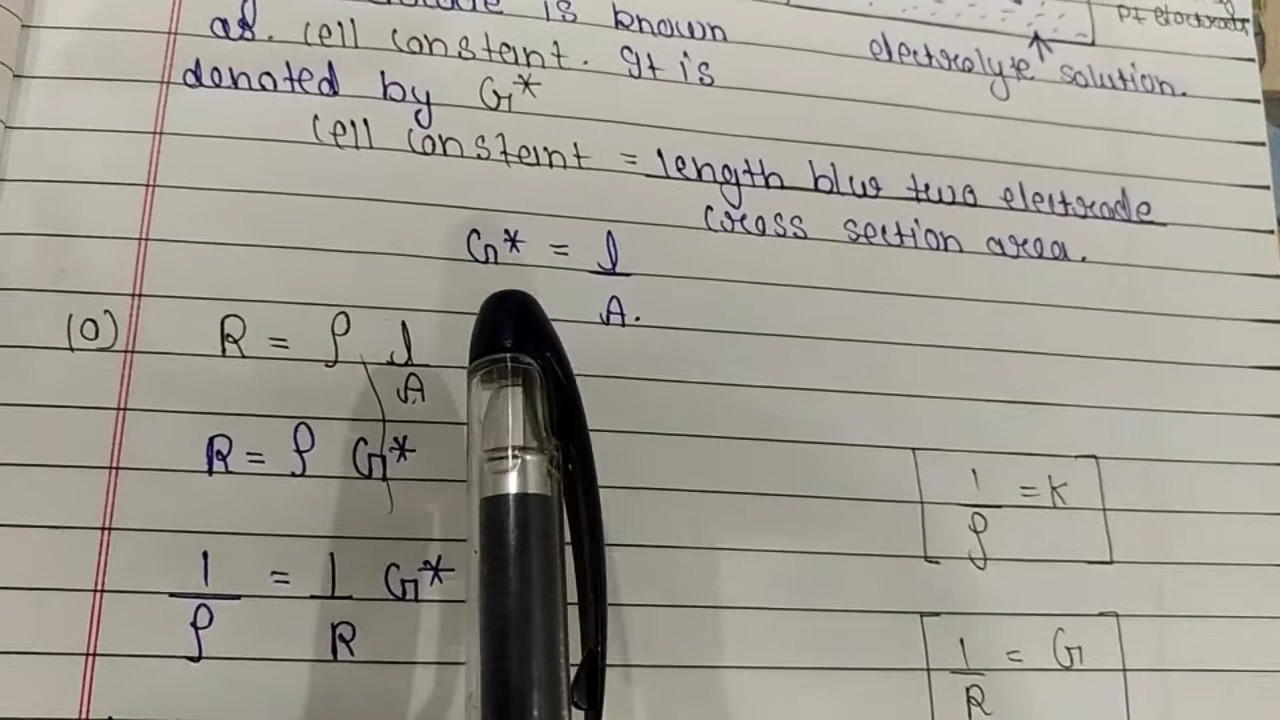 is known
as. cell constant. It is
denoted by G*
Pt electrode
electrolyte solution.
Cell constant = length b/w two electrode
cross section area.
G* = l
A.
(0) R = ρ l
A
R = ρ G*
1 = K
ρ
1 = 1 G*
ρ R
1 = G
R